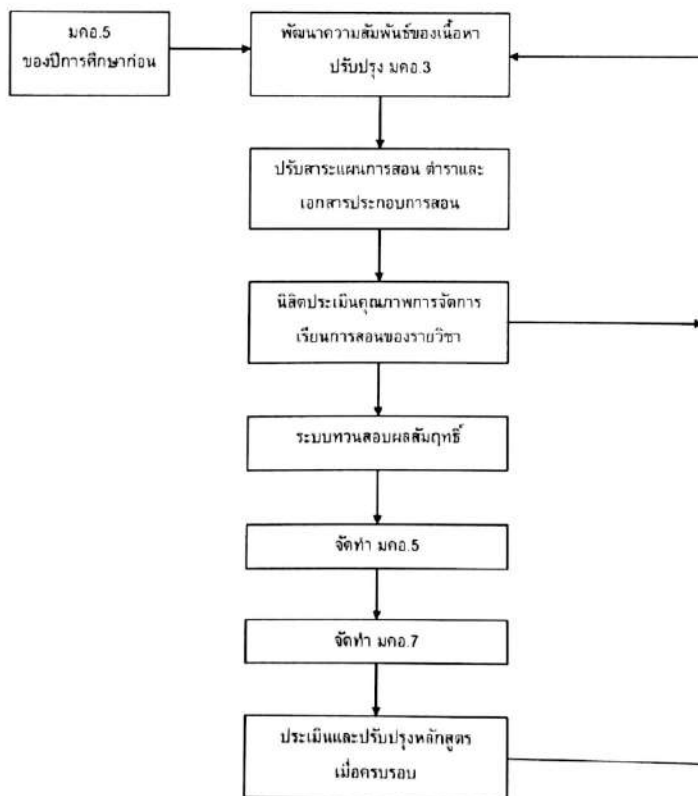 มคอ.5
ของปีการศึกษาก่อน
พัฒนาความสัมพันธ์ของเนื้อหา
ปรับปรุง มคอ.3
ปรับสาระแผนการสอน ตำราและ
เอกสารประกอบการสอน
นิสิตประเมินคุณภาพการจัดการ
เรียนการสอนของรายวิชา
ระบบทวนสอบผลสัมฤทธิ์
จัดทำ มคอ.5
จัดทำ มคอ.7
ประเมินและปรับปรุงหลักสูตร
เมื่อครบรอบ